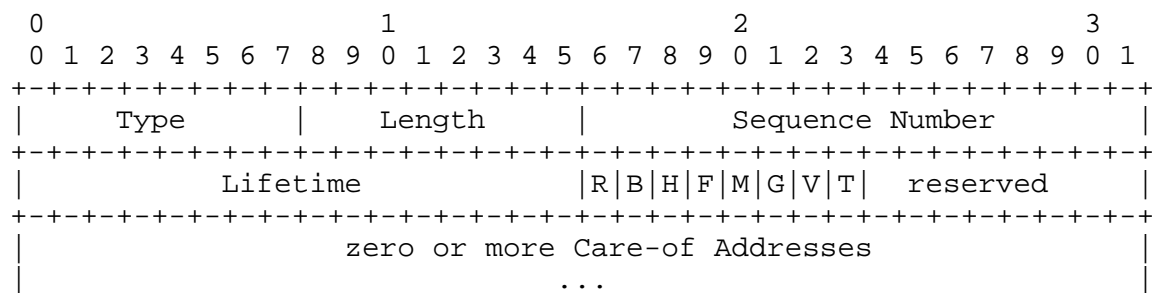 0                   1                   2                   3
 0 1 2 3 4 5 6 7 8 9 0 1 2 3 4 5 6 7 8 9 0 1 2 3 4 5 6 7 8 9 0 1
+-+-+-+-+-+-+-+-+-+-+-+-+-+-+-+-+-+-+-+-+-+-+-+-+-+-+-+-+-+-+-+-+
|     Type      |    Length     |        Sequence Number        |
+-+-+-+-+-+-+-+-+-+-+-+-+-+-+-+-+-+-+-+-+-+-+-+-+-+-+-+-+-+-+-+-+
|           Lifetime            |R|B|H|F|M|G|V|T|  reserved     |
+-+-+-+-+-+-+-+-+-+-+-+-+-+-+-+-+-+-+-+-+-+-+-+-+-+-+-+-+-+-+-+-+
|                  zero or more Care-of Addresses               |
|                              ...                              |